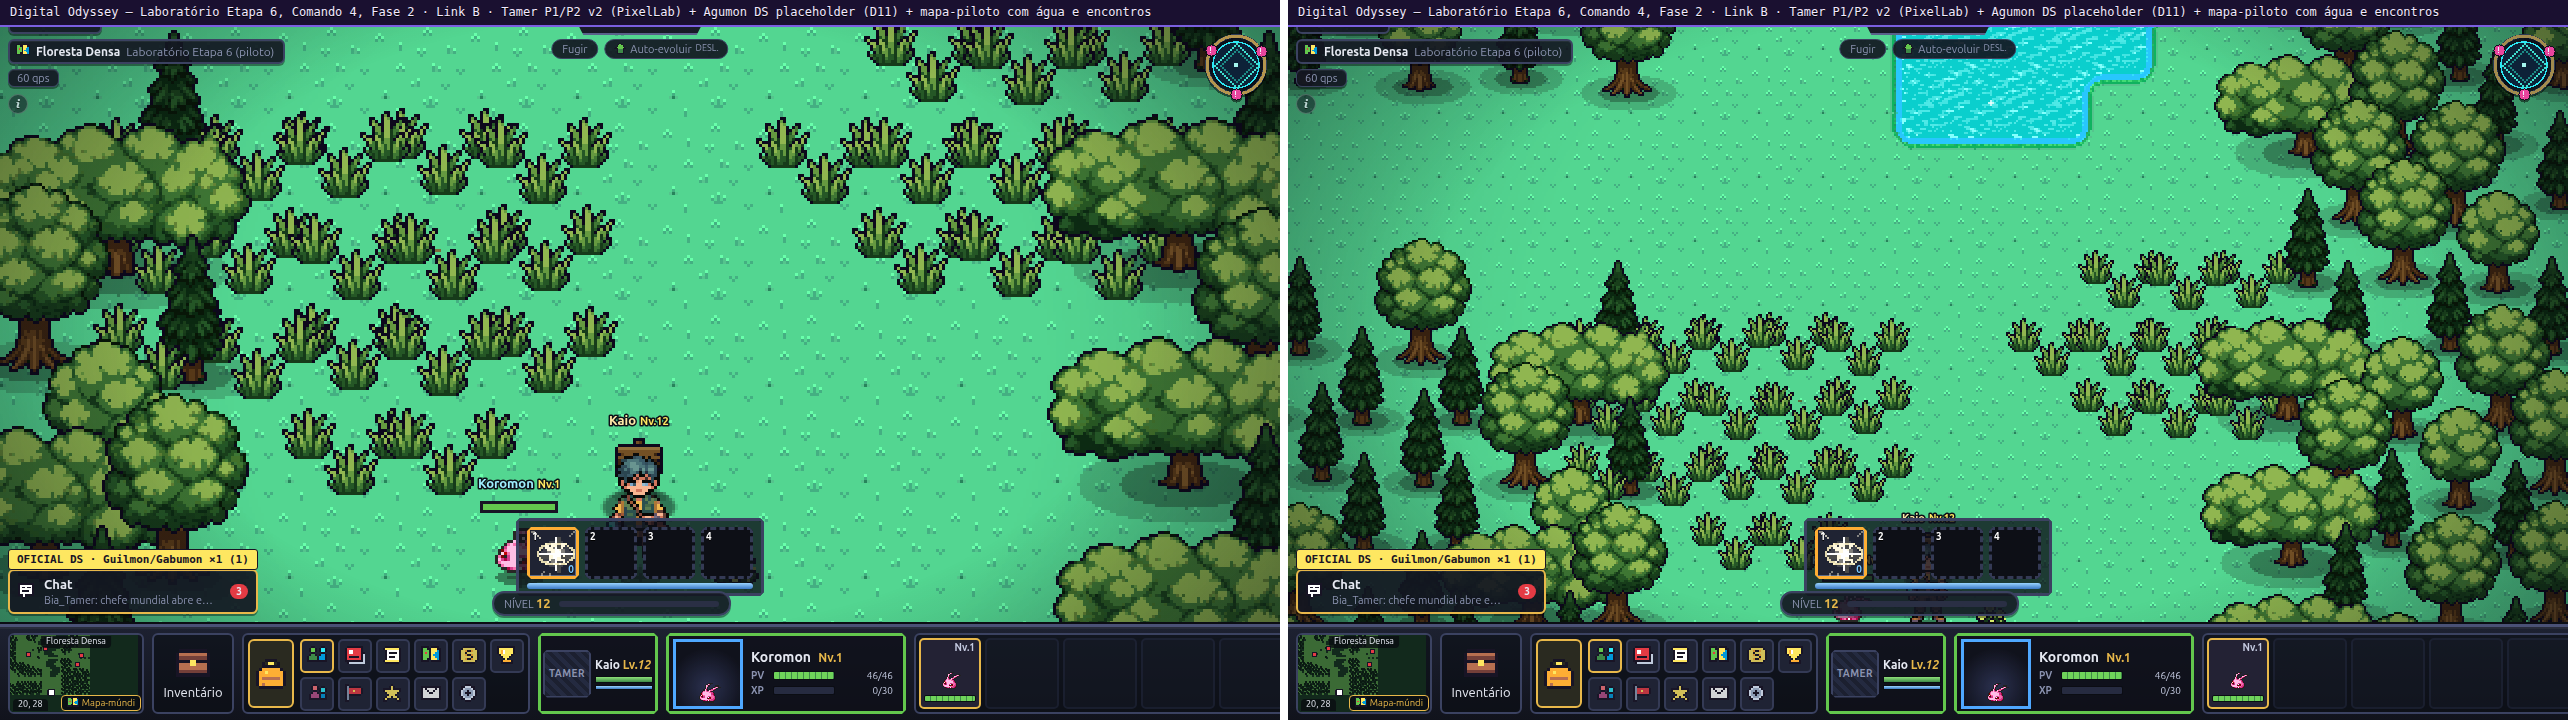 Digital Odyssey — Laboratório Etapa 6, Comando 4, Fase 2 · Link B · Tamer P1/P2 v2 (PixelLab) + Agumon DS placeholder (D11) + mapa-piloto com água e encontros
Floresta Densa Laboratório Etapa 6 (piloto)
Fugir
Auto-evoluir DESL.
60 qps
i
Kaio Nv.12
Koromon Nv.1
1 2 3 4
0
OFICIAL DS · Guilmon/Gabumon ×1 (1)
Chat
Bia_Tamer: chefe mundial abre e...
3
NÍVEL 12
Floresta Densa
20, 28
Mapa-múndi
Inventário
TAMER
Kaio Lv.12
Koromon Nv.1
PV 46/46
XP 0/30
Nv.1
Digital Odyssey — Laboratório Etapa 6, Comando 4, Fase 2 · Link B · Tamer P1/P2 v2 (PixelLab) + Agumon DS placeholder (D11) + mapa-piloto com água e encontros
Floresta Densa Laboratório Etapa 6 (piloto)
Fugir
Auto-evoluir DESL.
60 qps
i
Kaio Nv.12
1 2 3 4
0
OFICIAL DS · Guilmon/Gabumon ×1 (1)
Chat
Bia_Tamer: chefe mundial abre e...
3
NÍVEL 12
Floresta Densa
20, 28
Mapa-múndi
Inventário
TAMER
Kaio Lv.12
Koromon Nv.1
PV 46/46
XP 0/30
Nv.1